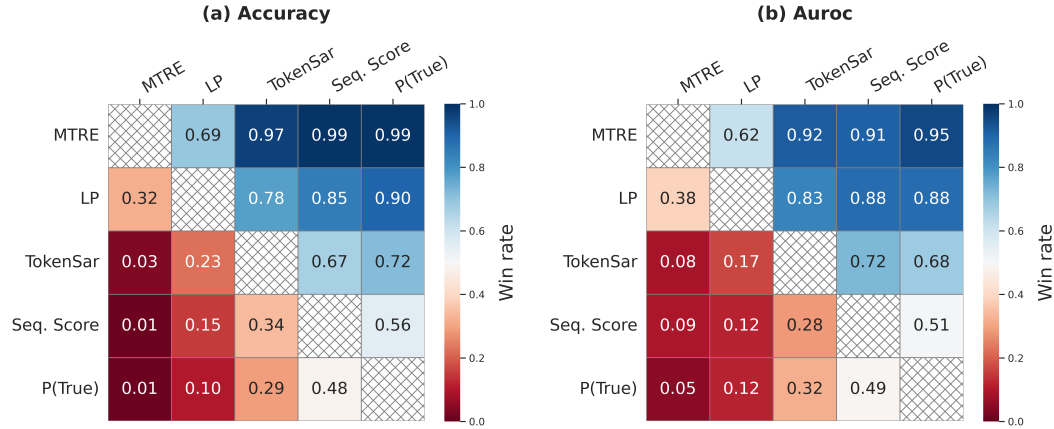 (a) Accuracy
MTRE LP TokenSar Seq. Score P(True)
MTRE 0.69 0.97 0.99 0.99
LP 0.32 0.78 0.85 0.90
TokenSar 0.03 0.23 0.67 0.72
Seq. Score 0.01 0.15 0.34 0.56
P(True) 0.01 0.10 0.29 0.48
1.0
0.8
0.6
0.4
0.2
0.0
Win rate
(b) Auroc
MTRE LP TokenSar Seq. Score P(True)
MTRE 0.62 0.92 0.91 0.95
LP 0.38 0.83 0.88 0.88
TokenSar 0.08 0.17 0.72 0.68
Seq. Score 0.09 0.12 0.28 0.51
P(True) 0.05 0.12 0.32 0.49
1.0
0.8
0.6
0.4
0.2
0.0
Win rate